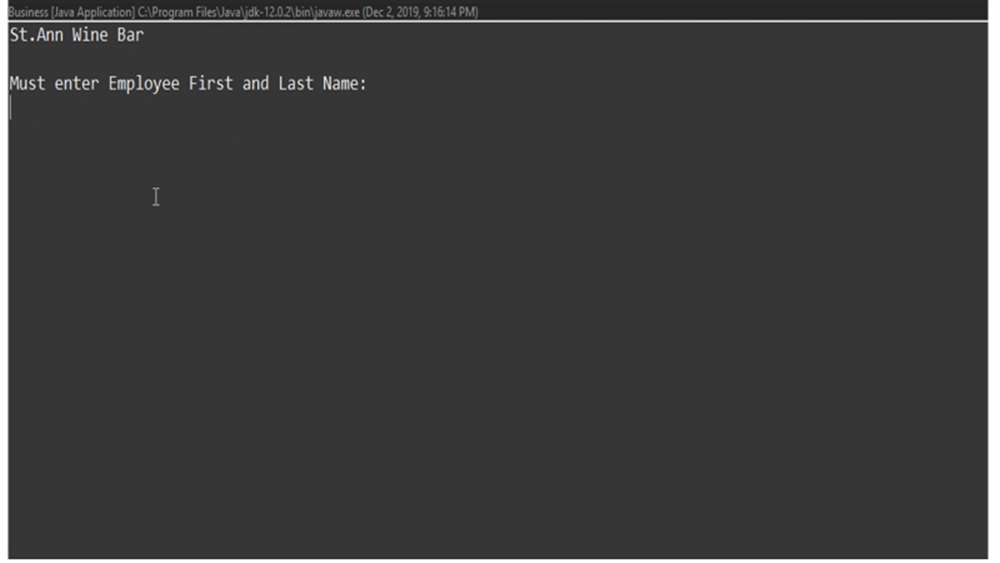 Business [Java Application] C:\Program Files\Java\jdk-12.0.2\bin\javaw.exe (Dec 2, 2019, 9:16:14 PM)
St.Ann Wine Bar
Must enter Employee First and Last Name: